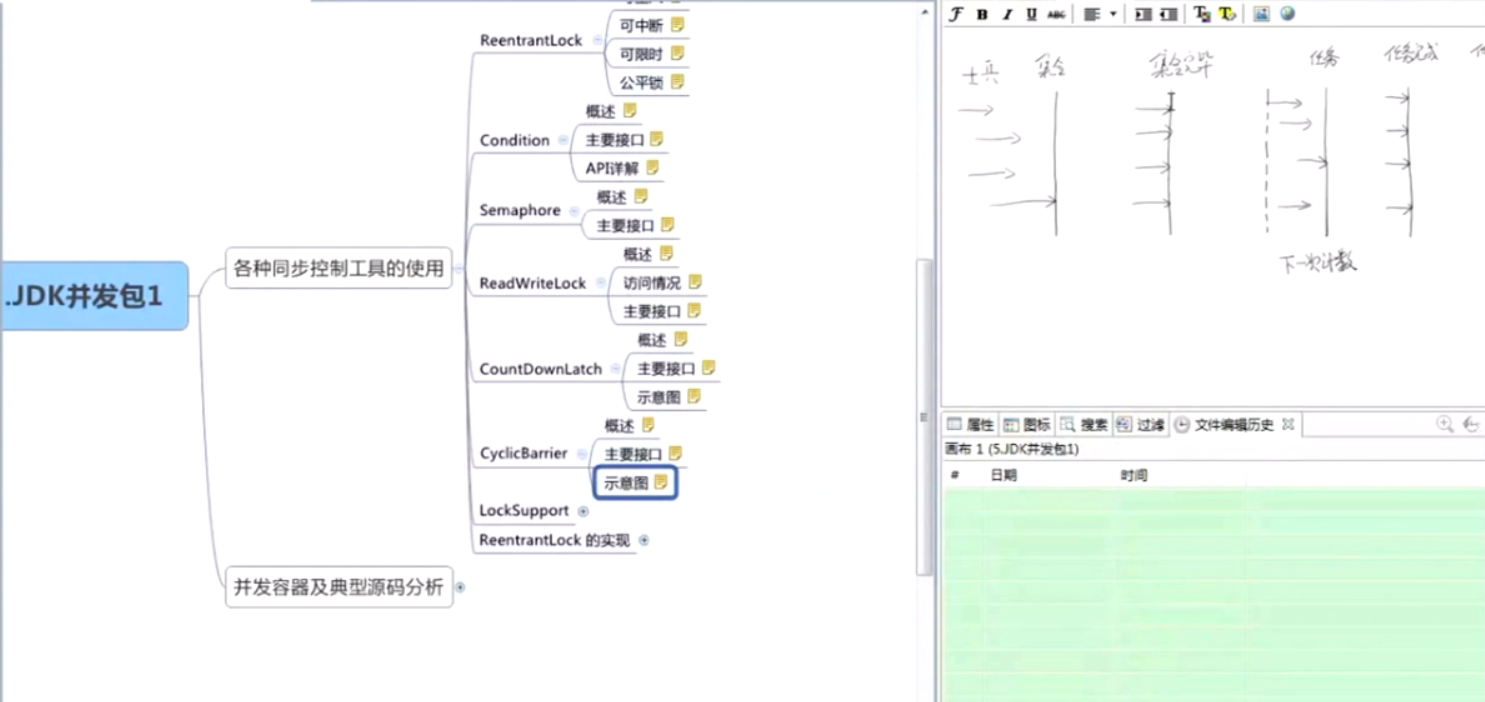 ReentrantLock
可中断
可限时
公平锁
Condition
概述
主要接口
API详解
Semaphore
概述
主要接口
各种同步控制工具的使用
ReadWriteLock
概述
访问情况
主要接口
.JDK并发包1
CountDownLatch
概述
主要接口
示意图
CyclicBarrier
概述
主要接口
示意图
LockSupport
ReentrantLock 的实现
并发容器及典型源码分析
F B I U ABC
士兵 集合 集合完毕 任务 任务完成
下一次计数
属性 图标 搜索 过滤 文件编辑历史
画布 1 (5.JDK并发包1)
# 日期 时间